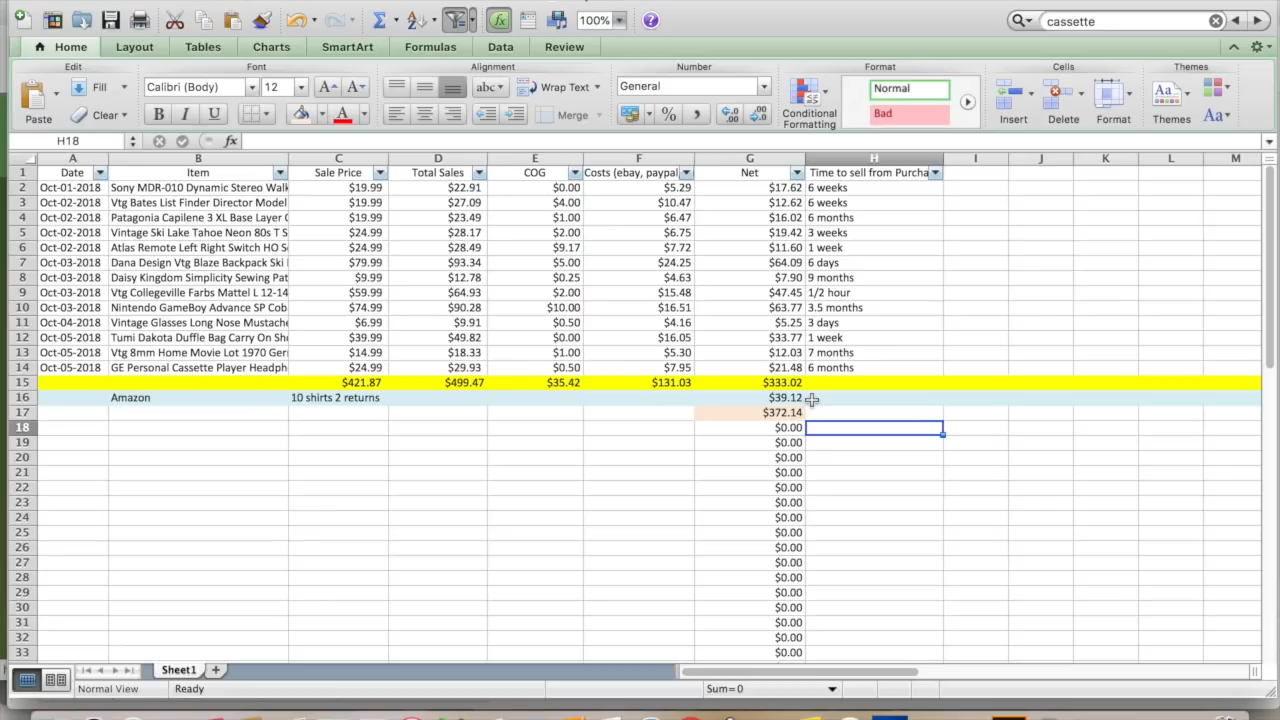 100%
cassette
Home Layout Tables Charts SmartArt Formulas Data Review
Edit Font Alignment Number Format Cells Themes
Fill Calibri (Body) 12 abc Wrap Text General Normal
Paste Clear B I U A Merge % Conditional Formatting Bad Insert Delete Format Themes Aa
H18 fx
A B C D E F G H I J K L M
1 Date Item Sale Price Total Sales COG Costs (ebay, paypal Net Time to sell from Purcha
2 Oct-01-2018 Sony MDR-010 Dynamic Stereo Walk $19.99 $22.91 $0.00 $5.29 $17.62 6 weeks
3 Oct-02-2018 Vtg Bates List Finder Director Model $19.99 $27.09 $4.00 $10.47 $12.62 6 weeks
4 Oct-02-2018 Patagonia Capilene 3 XL Base Layer C $19.99 $23.49 $1.00 $6.47 $16.02 6 months
5 Oct-02-2018 Vintage Ski Lake Tahoe Neon 80s T S $24.99 $28.17 $2.00 $6.75 $19.42 3 weeks
6 Oct-02-2018 Atlas Remote Left Right Switch HO Sc $24.99 $28.49 $9.17 $7.72 $11.60 1 week
7 Oct-03-2018 Dana Design Vtg Blaze Backpack Ski $79.99 $93.34 $5.00 $24.25 $64.09 6 days
8 Oct-03-2018 Daisy Kingdom Simplicity Sewing Pat $9.99 $12.78 $0.25 $4.63 $7.90 9 months
9 Oct-03-2018 Vtg Collegeville Farbs Mattel L 12-14 $59.99 $64.93 $2.00 $15.48 $47.45 1/2 hour
10 Oct-03-2018 Nintendo GameBoy Advance SP Cob $74.99 $90.28 $10.00 $16.51 $63.77 3.5 months
11 Oct-04-2018 Vintage Glasses Long Nose Mustache $6.99 $9.91 $0.50 $4.16 $5.25 3 days
12 Oct-05-2018 Tumi Dakota Duffle Bag Carry On Sho $39.99 $49.82 $0.00 $16.05 $33.77 1 week
13 Oct-05-2018 Vtg 8mm Home Movie Lot 1970 Ger $14.99 $18.33 $1.00 $5.30 $12.03 7 months
14 Oct-05-2018 GE Personal Cassette Player Headph $24.99 $29.93 $0.50 $7.95 $21.48 6 months
15 $421.87 $499.47 $35.42 $131.03 $333.02
16 Amazon 10 shirts 2 returns $39.12
17 $372.14
18 $0.00
19 $0.00
20 $0.00
21 $0.00
22 $0.00
23 $0.00
24 $0.00
25 $0.00
26 $0.00
27 $0.00
28 $0.00
29 $0.00
30 $0.00
31 $0.00
32 $0.00
33 $0.00
Sheet1
Normal View Ready Sum=0